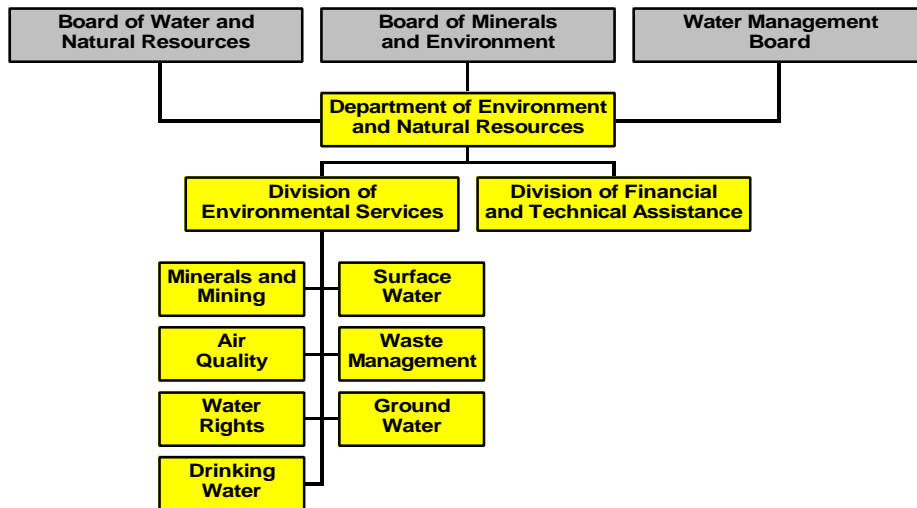 Board of Water and
Natural Resources
Board of Minerals
and Environment
Water Management
Board
Department of Environment
and Natural Resources
Division of
Environmental Services
Division of Financial
and Technical Assistance
Minerals and
Mining
Surface
Water
Air
Quality
Waste
Management
Water
Rights
Ground
Water
Drinking
Water